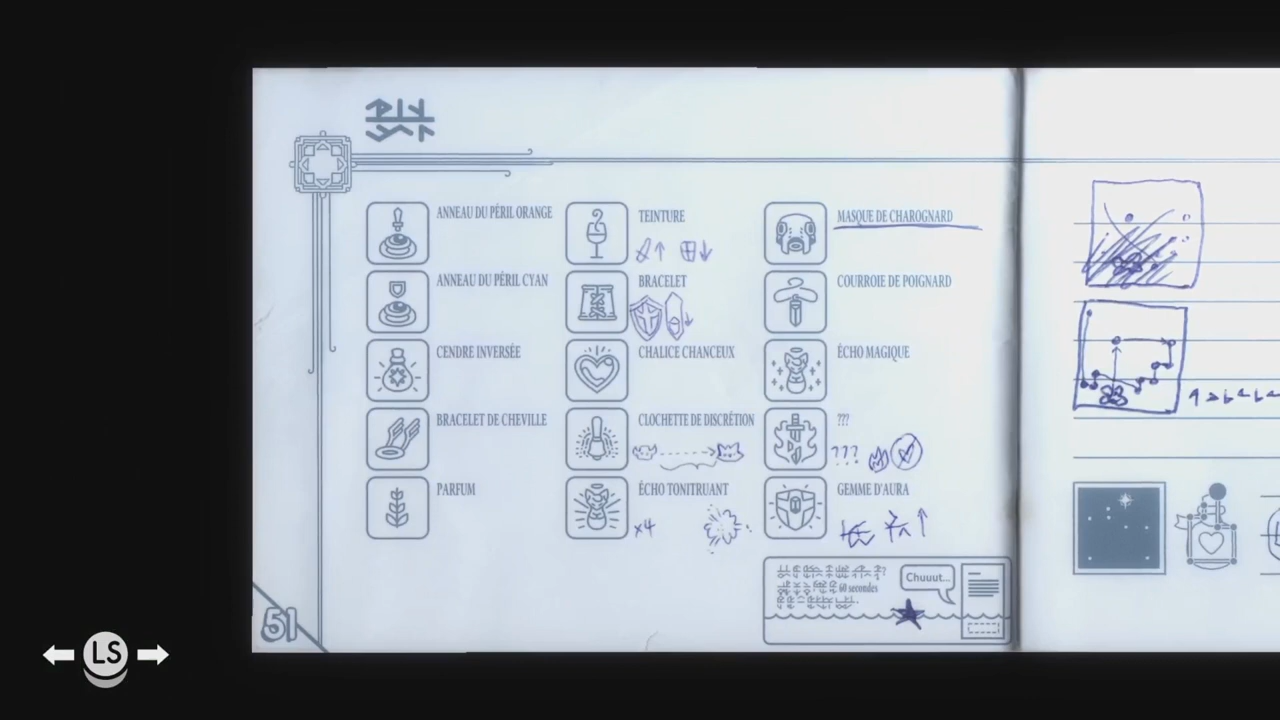 ANNEAU DU PÉRIL ORANGE
ANNEAU DU PÉRIL CYAN
CENDRE INVERSÉE
BRACELET DE CHEVILLE
PARFUM
TEINTURE
BRACELET
CHALICE CHANCEUX
CLOCHETTE DE DISCRÉTION
ÉCHO TONITRUANT
x4
MASQUE DE CHAROGNARD
COURROIE DE POIGNARD
ÉCHO MAGIQUE
???
???
GEMME D'AURA
60 secondes
Chuuut...
51
LS